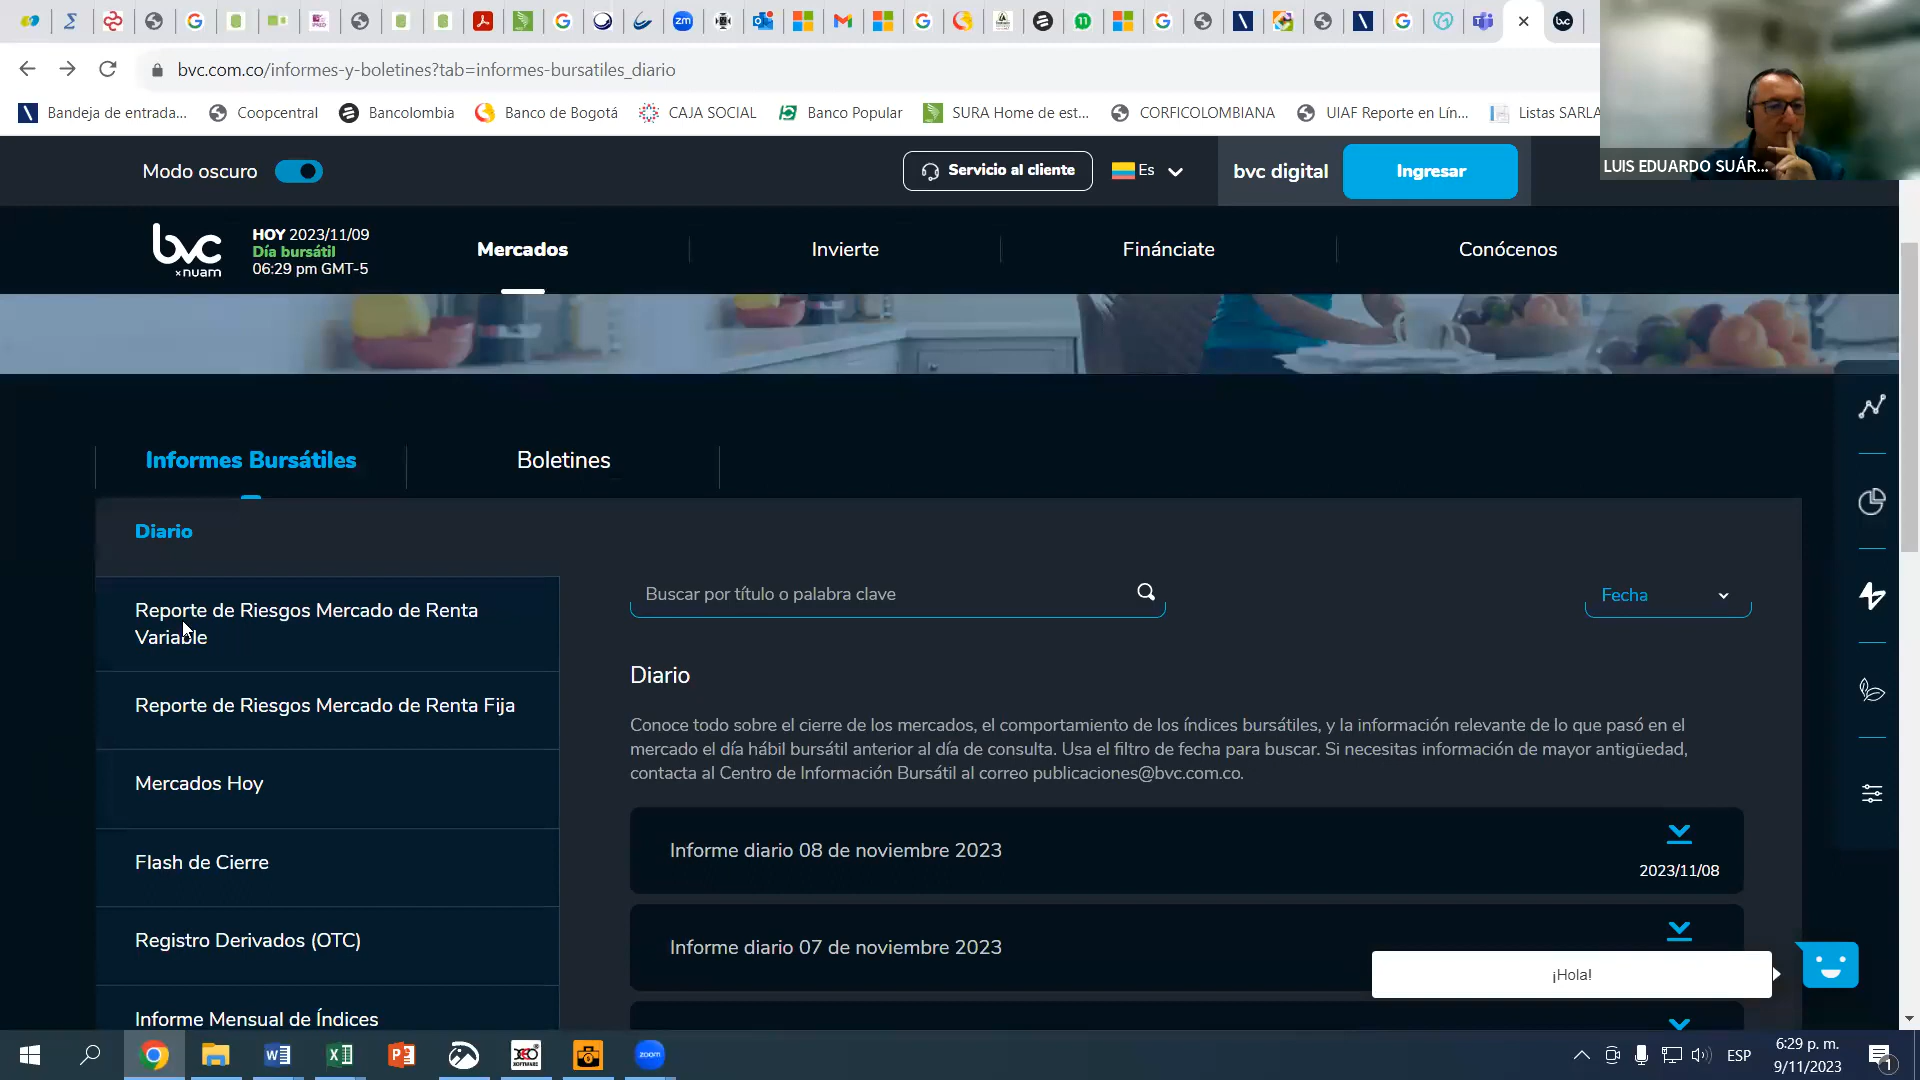 bvc.com.co/informes-y-boletines?tab=informes-bursatiles_diario
Bandeja de entrada...
Coopcentral
Bancolombia
Banco de Bogotá
CAJA SOCIAL
Banco Popular
SURA Home de est...
CORFICOLOMBIANA
UIAF Reporte en Lín...
Listas SARLA
LUIS EDUARDO SUÁR...
Modo oscuro
Servicio al cliente
Es
bvc digital
Ingresar
bvc
×nuam
HOY 2023/11/09
Día bursátil
06:29 pm GMT-5
Mercados
Invierte
Fináncíate
Conócenos
Informes Bursátiles
Boletines
Diario
Reporte de Riesgos Mercado de Renta
Variable
Reporte de Riesgos Mercado de Renta Fija
Mercados Hoy
Flash de Cierre
Registro Derivados (OTC)
Informe Mensual de Índices
Buscar por título o palabra clave
Fecha
Diario
Conoce todo sobre el cierre de los mercados, el comportamiento de los índices bursátiles, y la información relevante de lo que pasó en el
mercado el día hábil bursátil anterior al día de consulta. Usa el filtro de fecha para buscar. Si necesitas información de mayor antigüedad,
contacta al Centro de Información Bursátil al correo publicaciones@bvc.com.co.
Informe diario 08 de noviembre 2023
2023/11/08
Informe diario 07 de noviembre 2023
¡Hola!
zoom
ESP
6:29 p. m.
9/11/2023
1